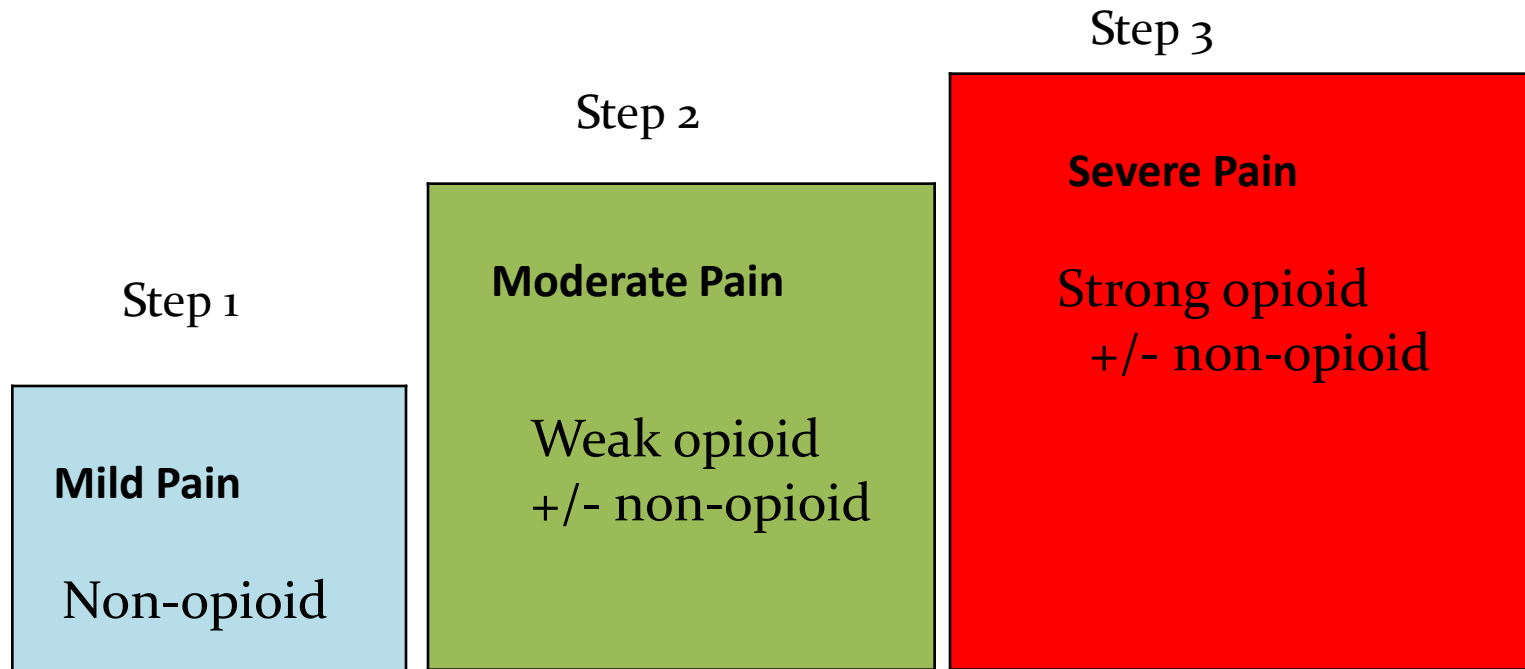 Step 1
Mild Pain
Non-opioid
Step 2
Moderate Pain
Weak opioid
+/- non-opioid
Step 3
Severe Pain
Strong opioid
+/- non-opioid